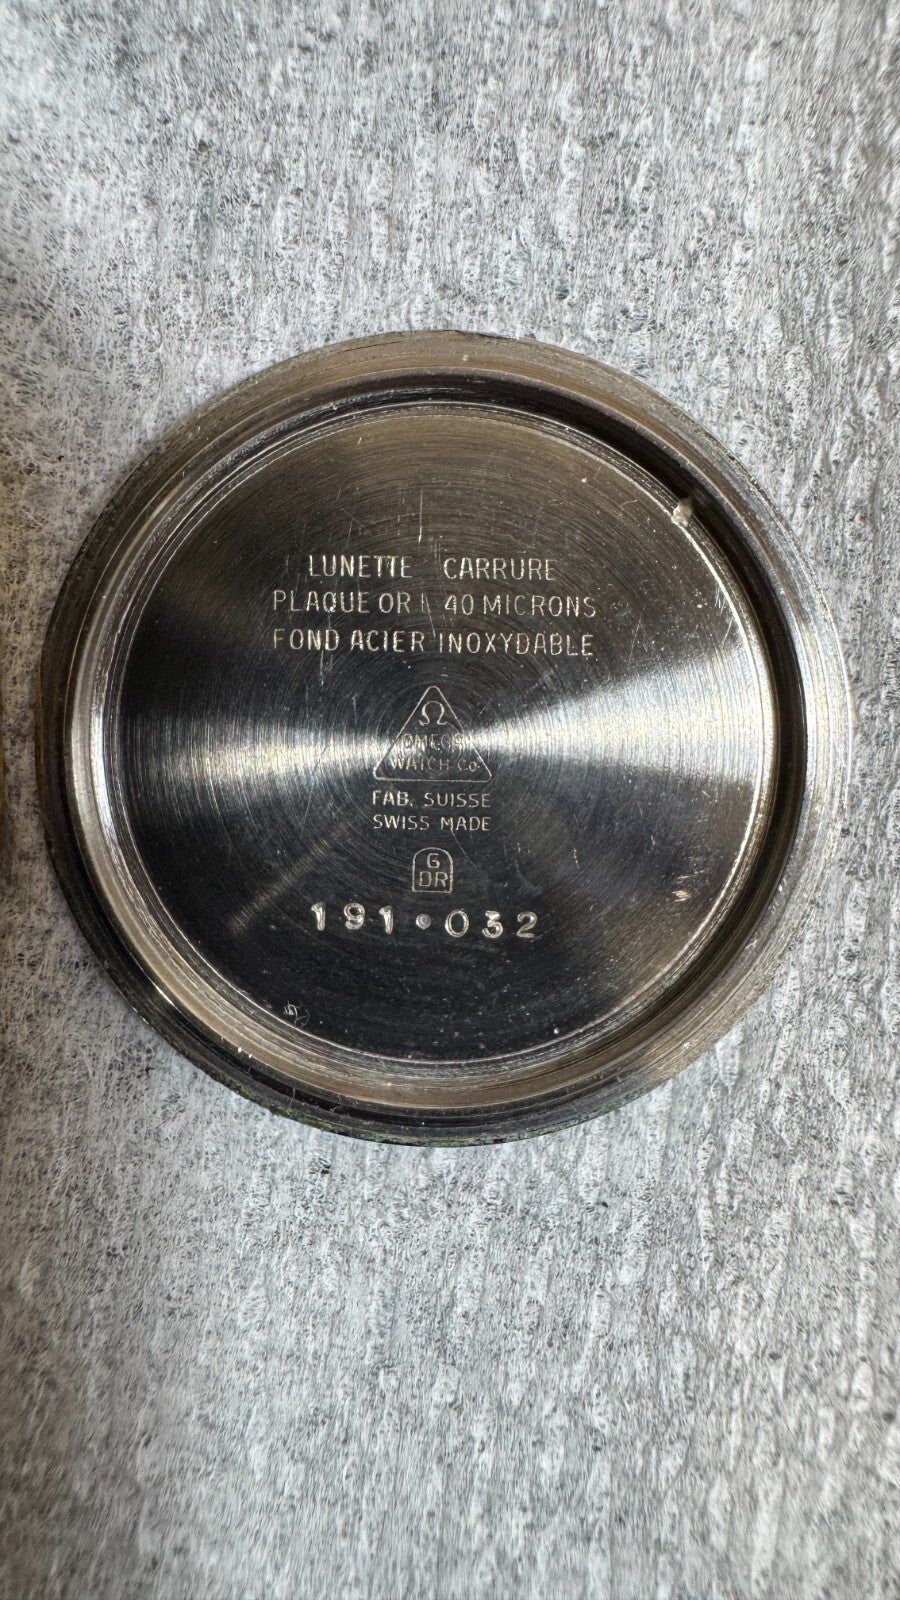 LUNETTE CARRURE
PLAQUE OR L 40 MICRONS
FOND ACIER INOXYDABLE
Ω
OMEGA
WATCH Co
FAB. SUISSE
SWISS MADE
G
DR
191•032